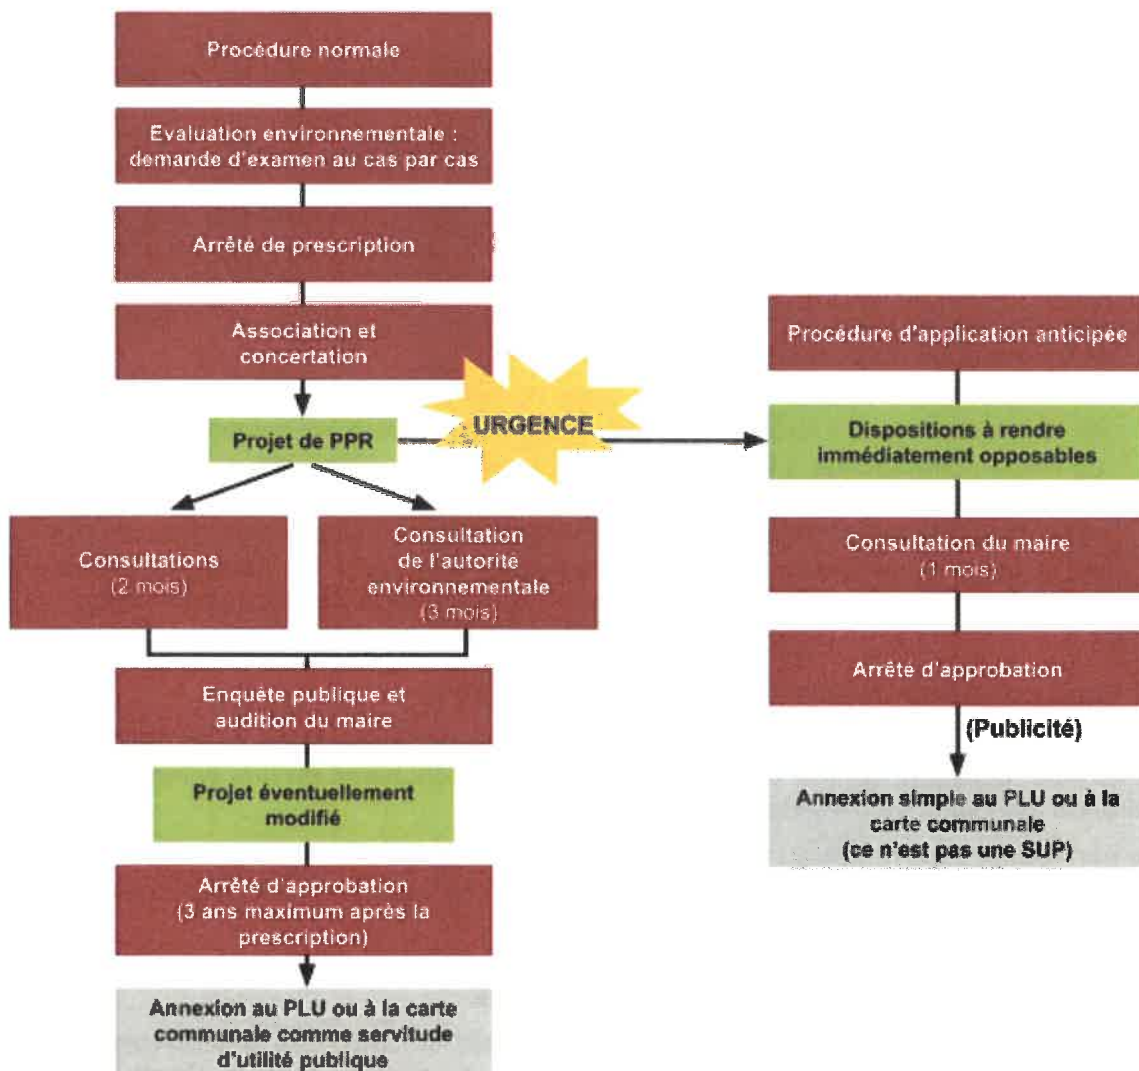 Procédure normale
Evaluation environnementale :
demande d'examen au cas par cas
Arrêté de prescription
Association et
concertation
URGENCE
Projet de PPR
Consultations
(2 mois)
Consultation
de l'autorité
environnementale
(3 mois)
Enquête publique et
audition du maire
Projet éventuellement
modifié
Arrêté d'approbation
(3 ans maximum après la
prescription)
Annexion au PLU ou à la carte
communale comme servitude
d'utilité publique
Procédure d'application anticipée
Dispositions à rendre
immédiatement opposables
Consultation du maire
(1 mois)
Arrête d'approbation
(Publicité)
Annexion simple au PLU ou à la
carte communale
(ce n'est pas une SUP)